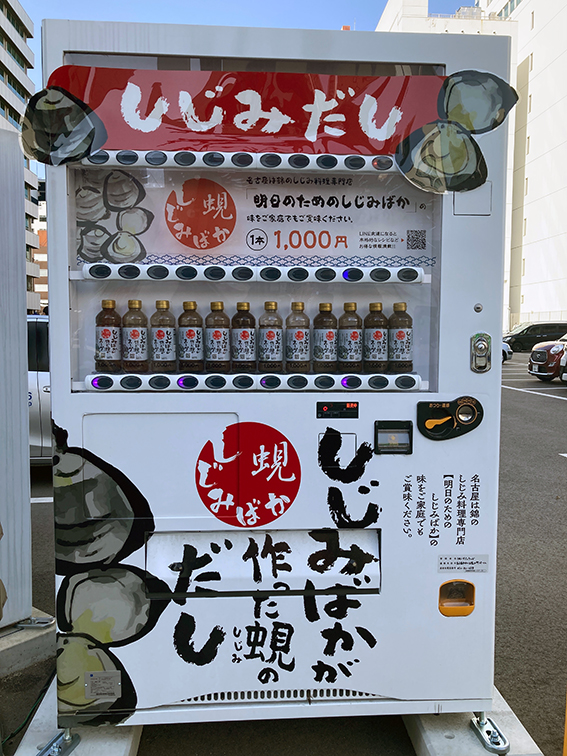 しじみだし
名古屋は錦のしじみ料理専門店
「明日のためのしじみばか」の
味をご家庭でもご賞味ください。
1本 1,000円
蜆
しじみばか
蜆
しじみばか
しじみばかが
作った蜆の
しじみ
だし
名古屋は錦の
しじみ料理専門店
【明日のための
しじみばか】の
味をご家庭でも
ご賞味ください。